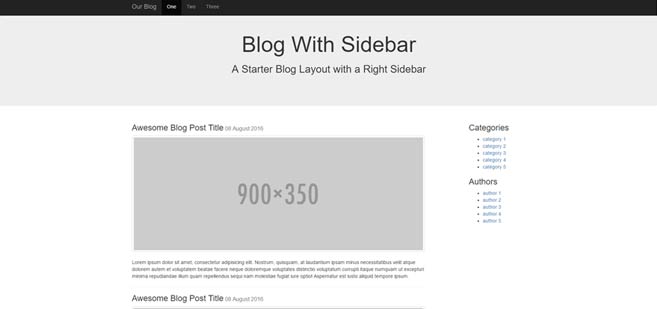 Our Blog One Two Three
Blog With Sidebar
A Starter Blog Layout with a Right Sidebar
Awesome Blog Post Title 08 August 2016
900×350
Lorem ipsum dolor sit amet, consectetur adipisicing elit. Nostrum, quisquam, at laudantium ipsam minus necessitatibus velit atque
dolorem autem et voluptatem beatae facere neque doloremque voluptates distinctio voluptatum corrupti itaque numquam ut excepturi
minima repudiandae illum quam repellendus sequi nam molestiae fugiat iure optio! Aspernatur est iusto aliquid tempore ipsum.
Awesome Blog Post Title 08 August 2016
Categories
category 1
category 2
category 3
category 4
category 5
Authors
author 1
author 2
author 3
author 4
author 5